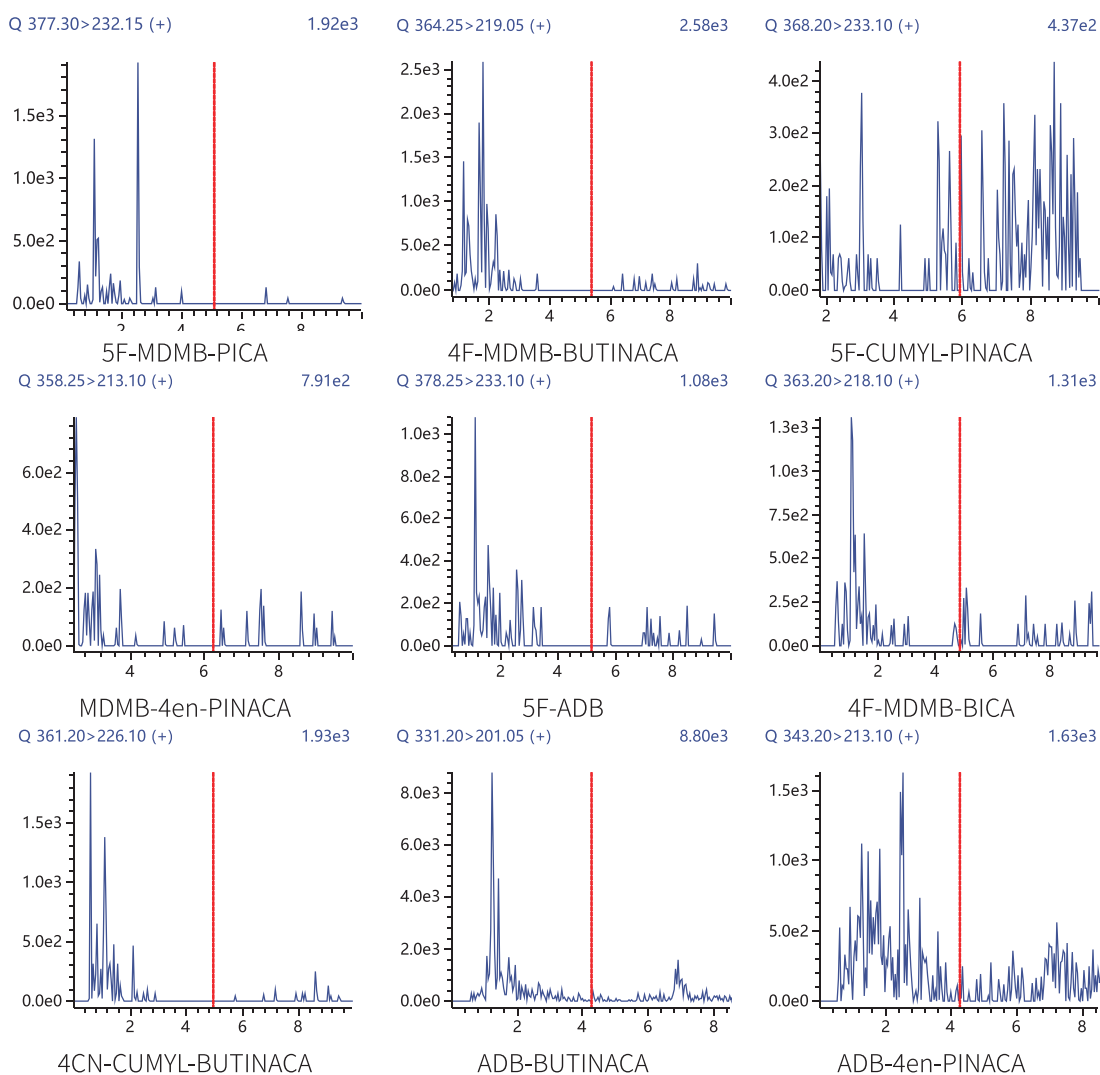 Q 377.30>232.15 (+) 1.92e3
1.5e3
1.0e3
5.0e2
0.0e0
2 4 6 8
5F-MDMB-PICA
Q 364.25>219.05 (+) 2.58e3
2.5e3
2.0e3
1.5e3
1.0e3
5.0e2
0.0e0
2 4 6 8
4F-MDMB-BUTINACA
Q 368.20>233.10 (+) 4.37e2
4.0e2
3.0e2
2.0e2
1.0e2
0.0e0
2 4 6 8
5F-CUMYL-PINACA
Q 358.25>213.10 (+) 7.91e2
6.0e2
4.0e2
2.0e2
0.0e0
4 6 8
MDMB-4en-PINACA
Q 378.25>233.10 (+) 1.08e3
1.0e3
8.0e2
6.0e2
4.0e2
2.0e2
0.0e0
2 4 6 8
5F-ADB
Q 363.20>218.10 (+) 1.31e3
1.3e3
1.0e3
7.5e2
5.0e2
2.5e2
0.0e0
2 4 6 8
4F-MDMB-BICA
Q 361.20>226.10 (+) 1.93e3
1.5e3
1.0e3
5.0e2
0.0e0
2 4 6 8
4CN-CUMYL-BUTINACA
Q 331.20>201.05 (+) 8.80e3
8.0e3
6.0e3
4.0e3
2.0e3
0.0e0
2 4 6 8
ADB-BUTINACA
Q 343.20>213.10 (+) 1.63e3
1.5e3
1.0e3
5.0e2
0.0e0
2 4 6 8
ADB-4en-PINACA